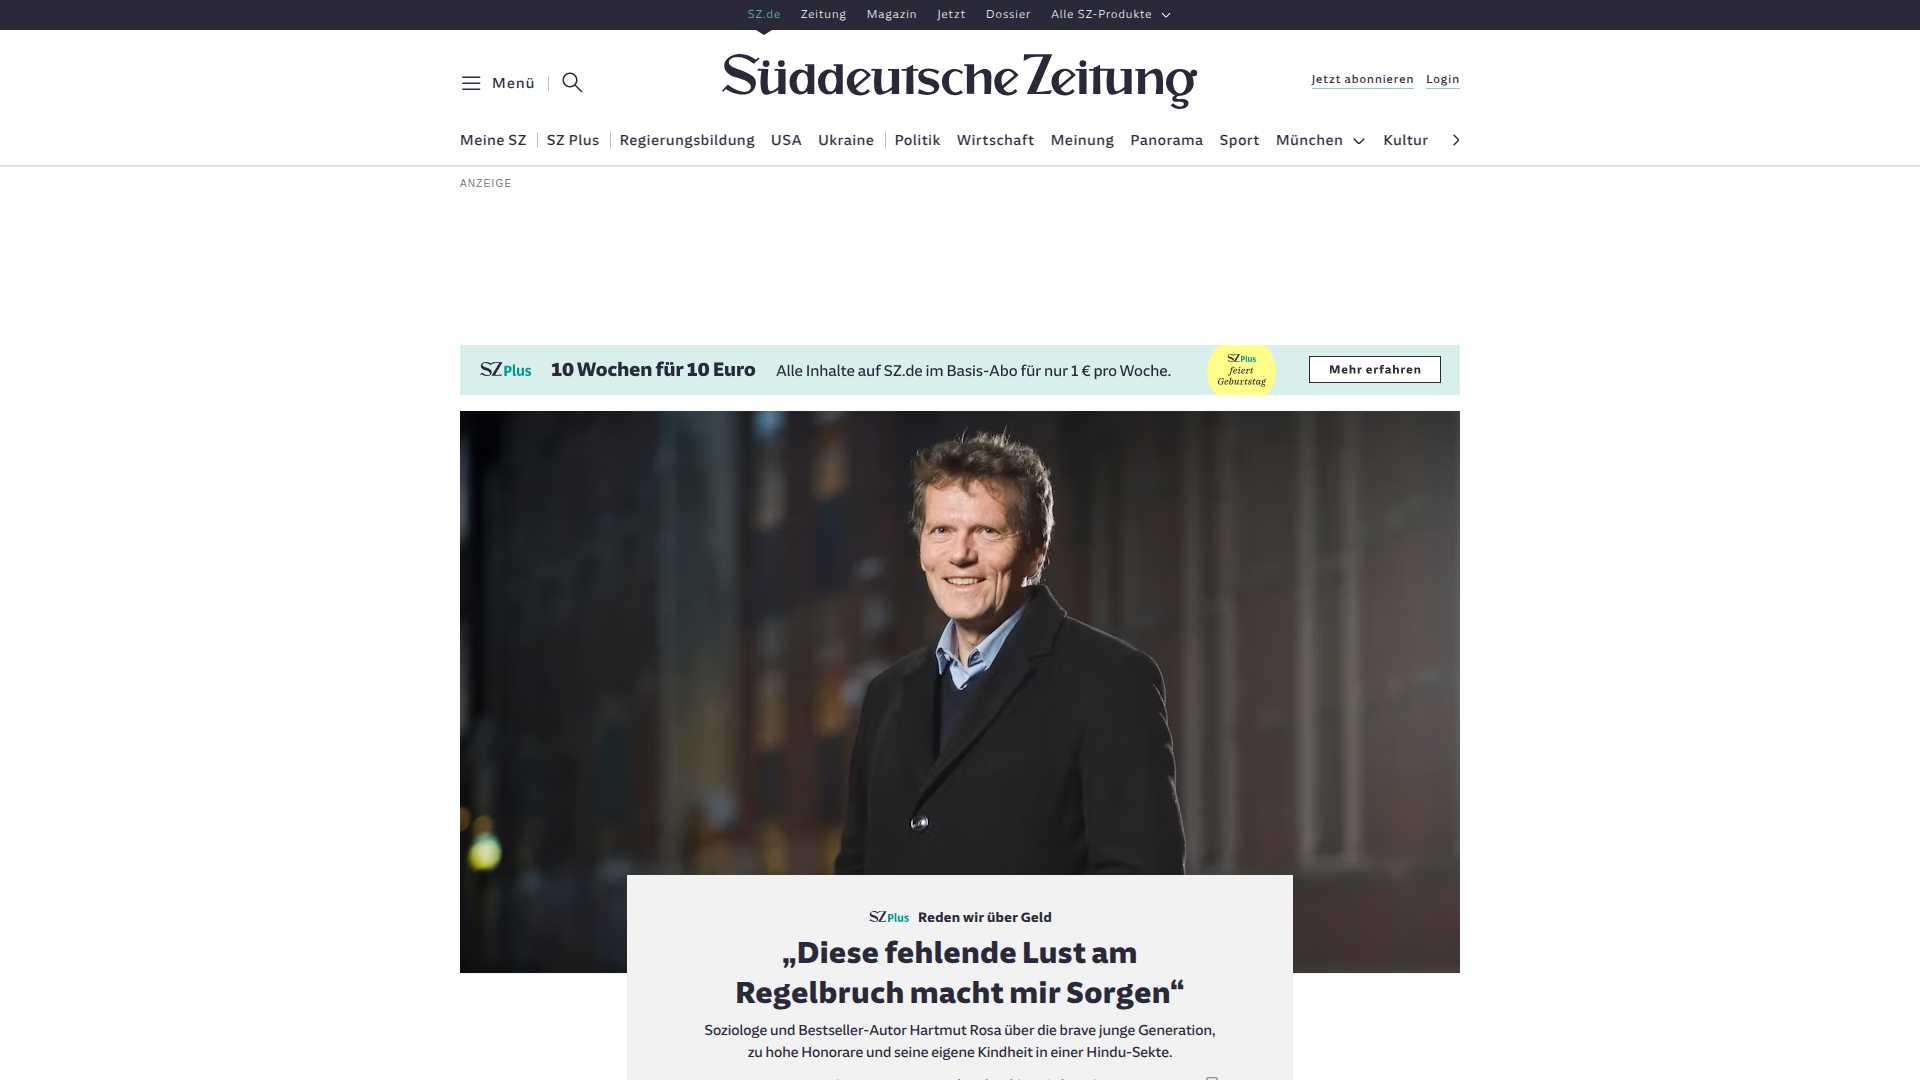 SZ.de Zeitung Magazin Jetzt Dossier Alle SZ-Produkte
Menü
Süddeutsche Zeitung
Jetzt abonnieren Login
Meine SZ SZ Plus Regierungsbildung USA Ukraine Politik Wirtschaft Meinung Panorama Sport München Kultur
ANZEIGE
SZ Plus 10 Wochen für 10 Euro Alle Inhalte auf SZ.de im Basis-Abo für nur 1 € pro Woche.
SZ Plus
feiert
Geburtstag
Mehr erfahren
SZ Plus Reden wir über Geld
„Diese fehlende Lust am
Regelbruch macht mir Sorgen“
Soziologe und Bestseller-Autor Hartmut Rosa über die brave junge Generation,
zu hohe Honorare und seine eigene Kindheit in einer Hindu-Sekte.